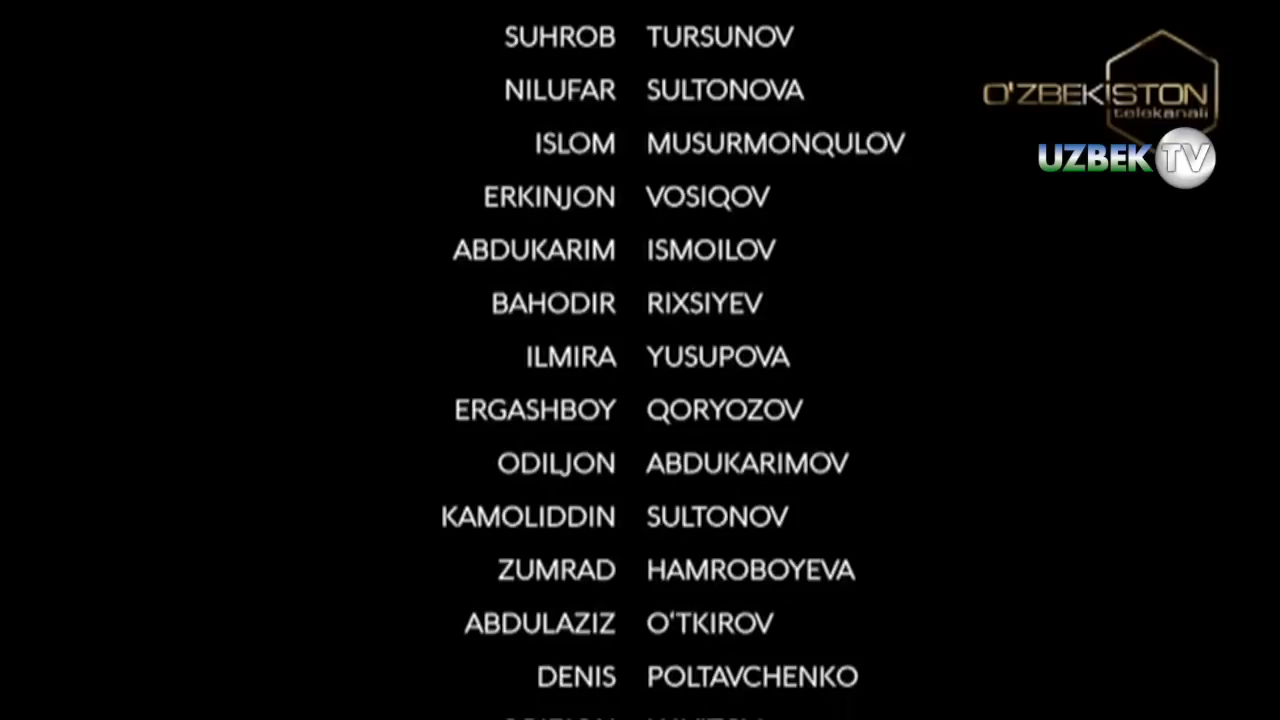 SUHROB TURSUNOV
NILUFAR SULTONOVA
ISLOM MUSURMONQULOV
ERKINJON VOSIQOV
ABDUKARIM ISMOILOV
BAHODIR RIXSIYEV
ILMIRA YUSUPOVA
ERGASHBOY QORYOZOV
ODILJON ABDUKARIMOV
KAMOLIDDIN SULTONOV
ZUMRAD HAMROBOYEVA
ABDULAZIZ O‘TKIROV
DENIS POLTAVCHENKO
O'ZBEKISTON
telekanali
UZBEK TV